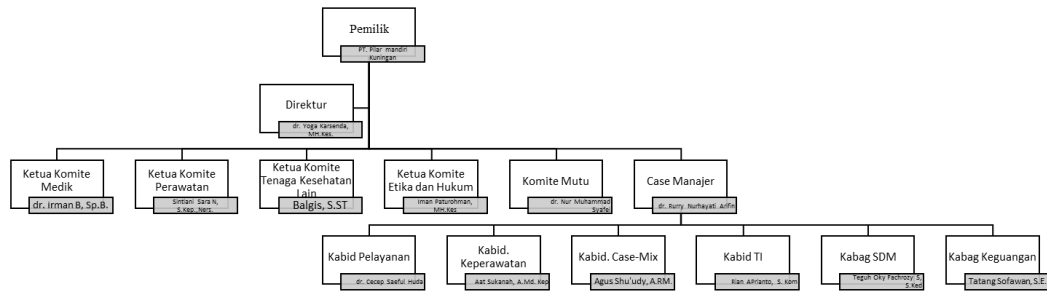 Pemilik
PT. Pilar mandiri
Kuningan
Direktur
dr. Yoga Karsenda,
MH.Kes.
Ketua Komite
Medik
dr. irman B, Sp.B.
Ketua Komite
Perawatan
Sintiani Sara N,
S.Kep.,Ners.
Ketua Komite
Tenaga Kesehatan
Lain
Balgis, S.ST
Ketua Komite
Etika dan Hukum
Iman Paturohman,
MH.Kes
Komite Mutu
dr. Nur Muhammad
Syafei
Case Manajer
dr. Rurry Nurhayati Arifin
Kabid Pelayanan
dr. Cecep Saeful Huda
Kabid.
Keperawatan
Aat Sukanah, A.Md. Kep
Kabid. Case-Mix
Agus Shu'udy, A.RM.
Kabid TI
Rian APrianto, S. Kom
Kabag SDM
Teguh Oky Fachrozy S,
S.Ked
Kabag Keguangan
Tatang Sofawan, S.E.